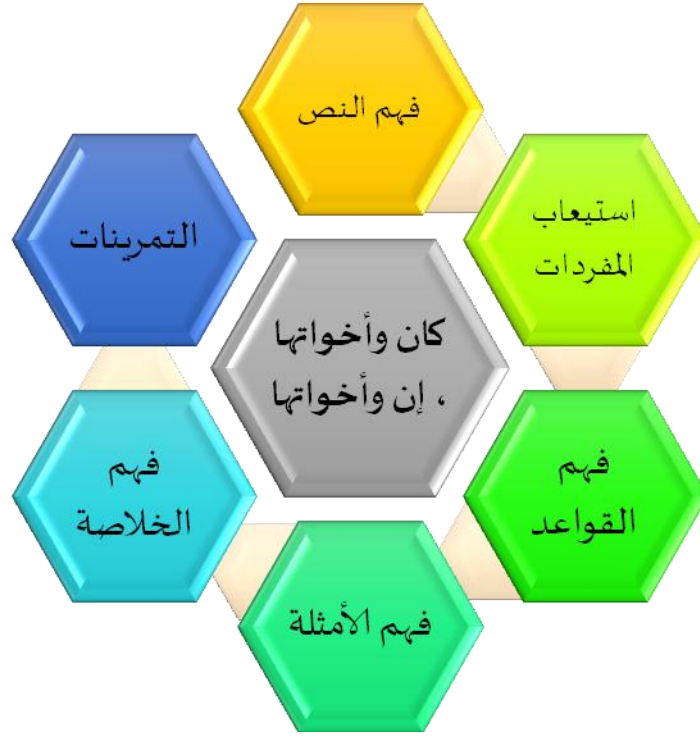 فهم النص
استيعاب
المفردات
فهم
القواعد
فهم الأمثلة
فهم
الخلاصة
التمرينات
كان وأخواتها
، إن وأخواتها